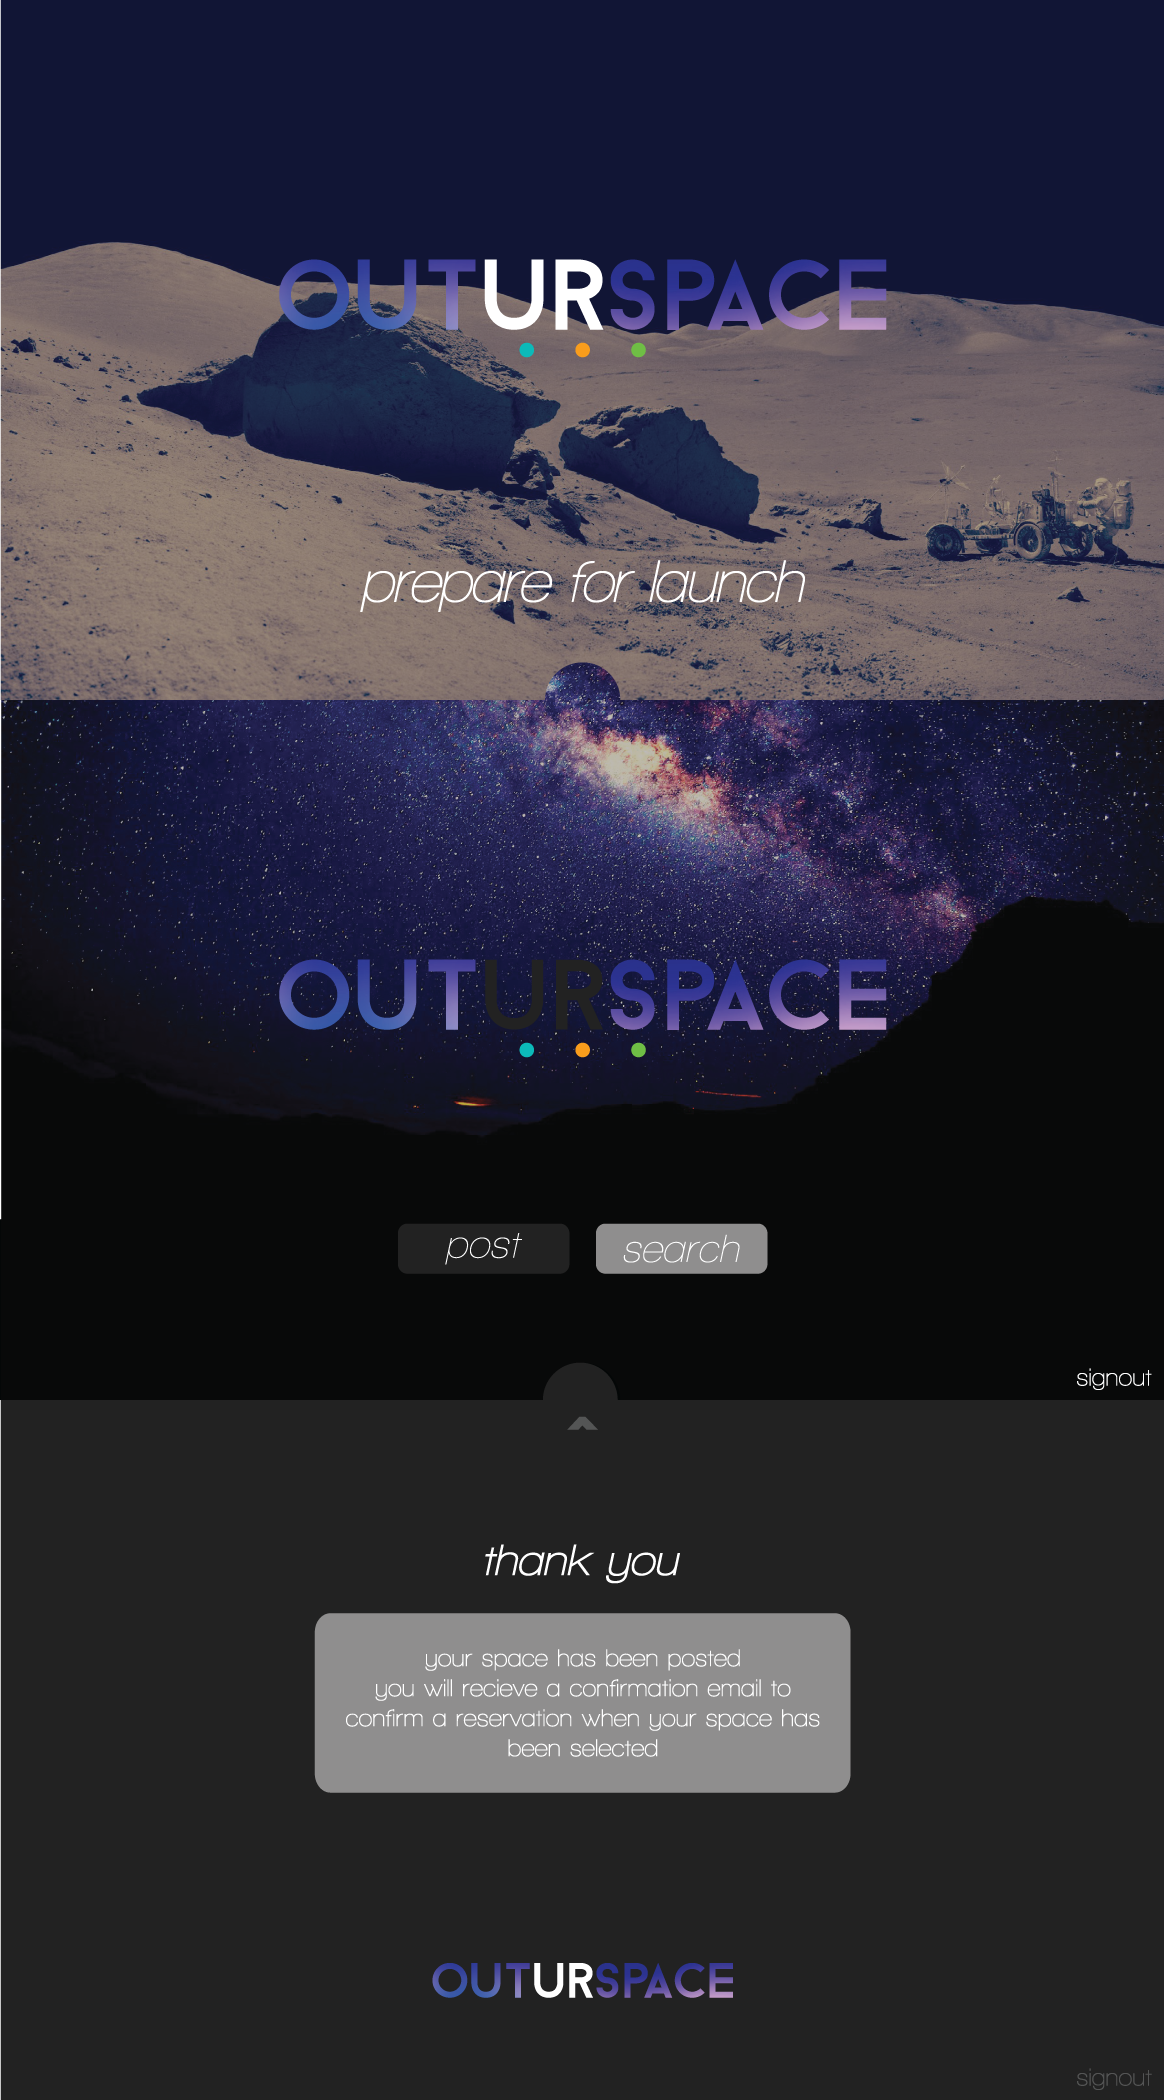 OUTURSPACE
prepare for launch
OUTURSPACE
post
search
signout
thank you
your space has been posted
you will recieve a confirmation email to
confirm a reservation when your space has
been selected
OUTURSPACE
signout